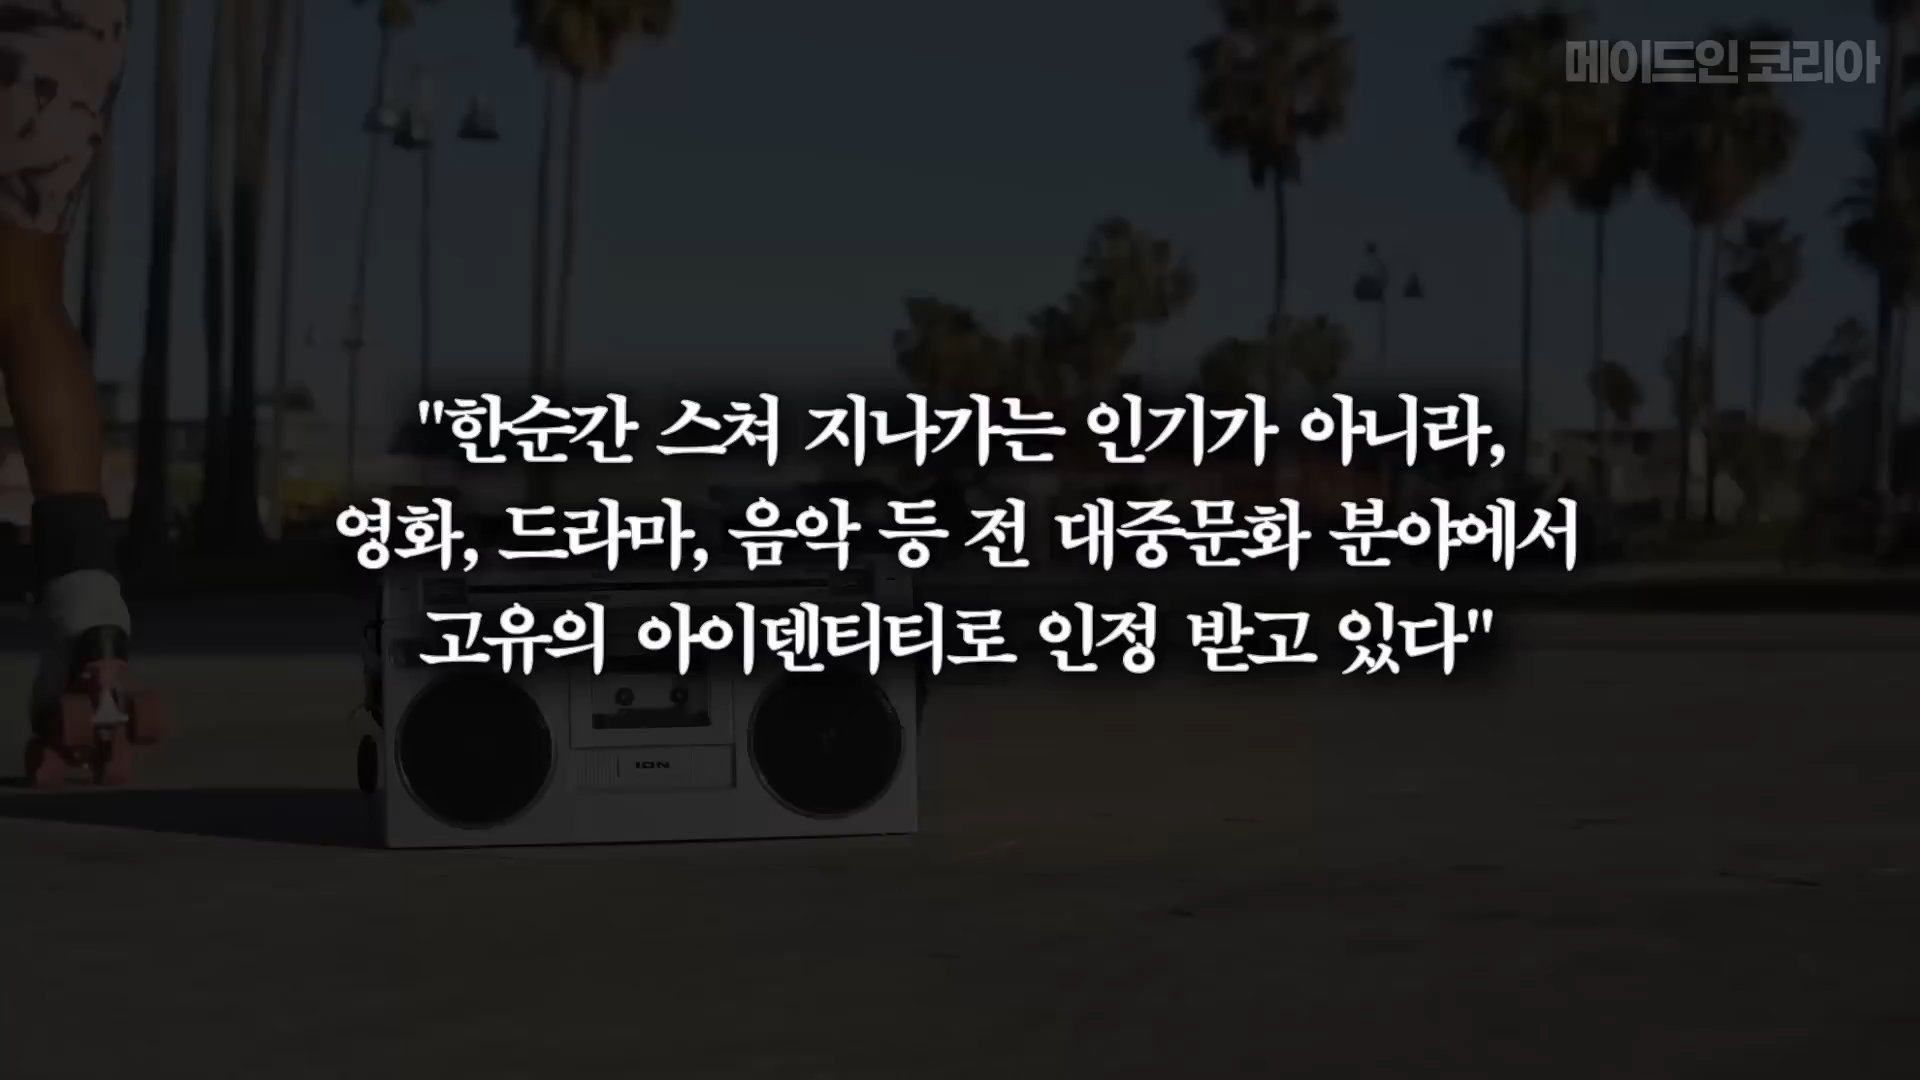 메이드인 코리아
"한순간 스쳐 지나가는 인기가 아니라,
영화, 드라마, 음악 등 전 대중문화 분야에서
고유의 아이덴티티로 인정 받고 있다"
ION